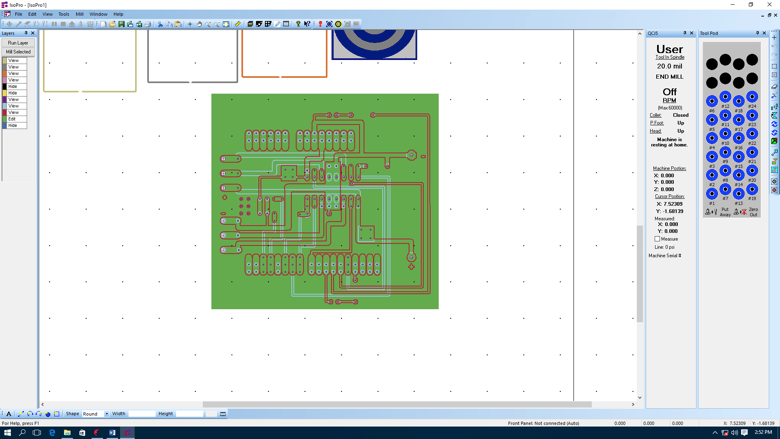 IsoPro - [IsoPro1]
File Edit View Tools Mill Window Help
Layers
Run Layer
Mill Selected
View
View
View
View
Hide
Hide
View
View
View
Edit
Hide
QCJ5
User
Tool In Spindle
20.0 mil
END MILL
Off
RPM
(Max:60000)
Collet: Closed
P.Foot: Up
Head: Up
Machine is
resting at home.
Machine Position:
X: 0.000
Y: 0.000
Z: 0.000
Cursor Position:
X: 7.52309
Y: -1.68139
Measured:
X: 0.000
Y: 0.000
Measure
Line: 0 psi
Machine Serial #
Tool Pod
#6 #12 #18 #24
#5 #11 #17 #23
#4 #10 #16 #22
#3 #9 #15 #21
#2 #8 #14 #20
#1 #7 #13 #19
Put Away
Zero Out
Shape Round Width Height
For Help, press F1
Front Panel: Not connected (Auto) 0.000 0.000 0.000 X: 7.52309 Y: -1.68139
2:52 PM